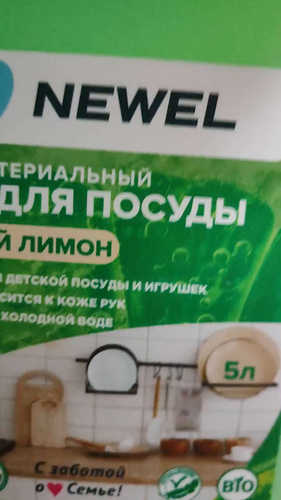 NEWEL
ТЕРИАЛЬНЫЙ
ДЛЯ ПОСУДЫ
Й ЛИМОН
ДЕТСКОЙ ПОСУДЫ И ИГРУШЕК
СИТСЯ К КОЖЕ РУК
ХОЛОДНОЙ ВОДЕ
5л
С заботой
о Семье!
BIO